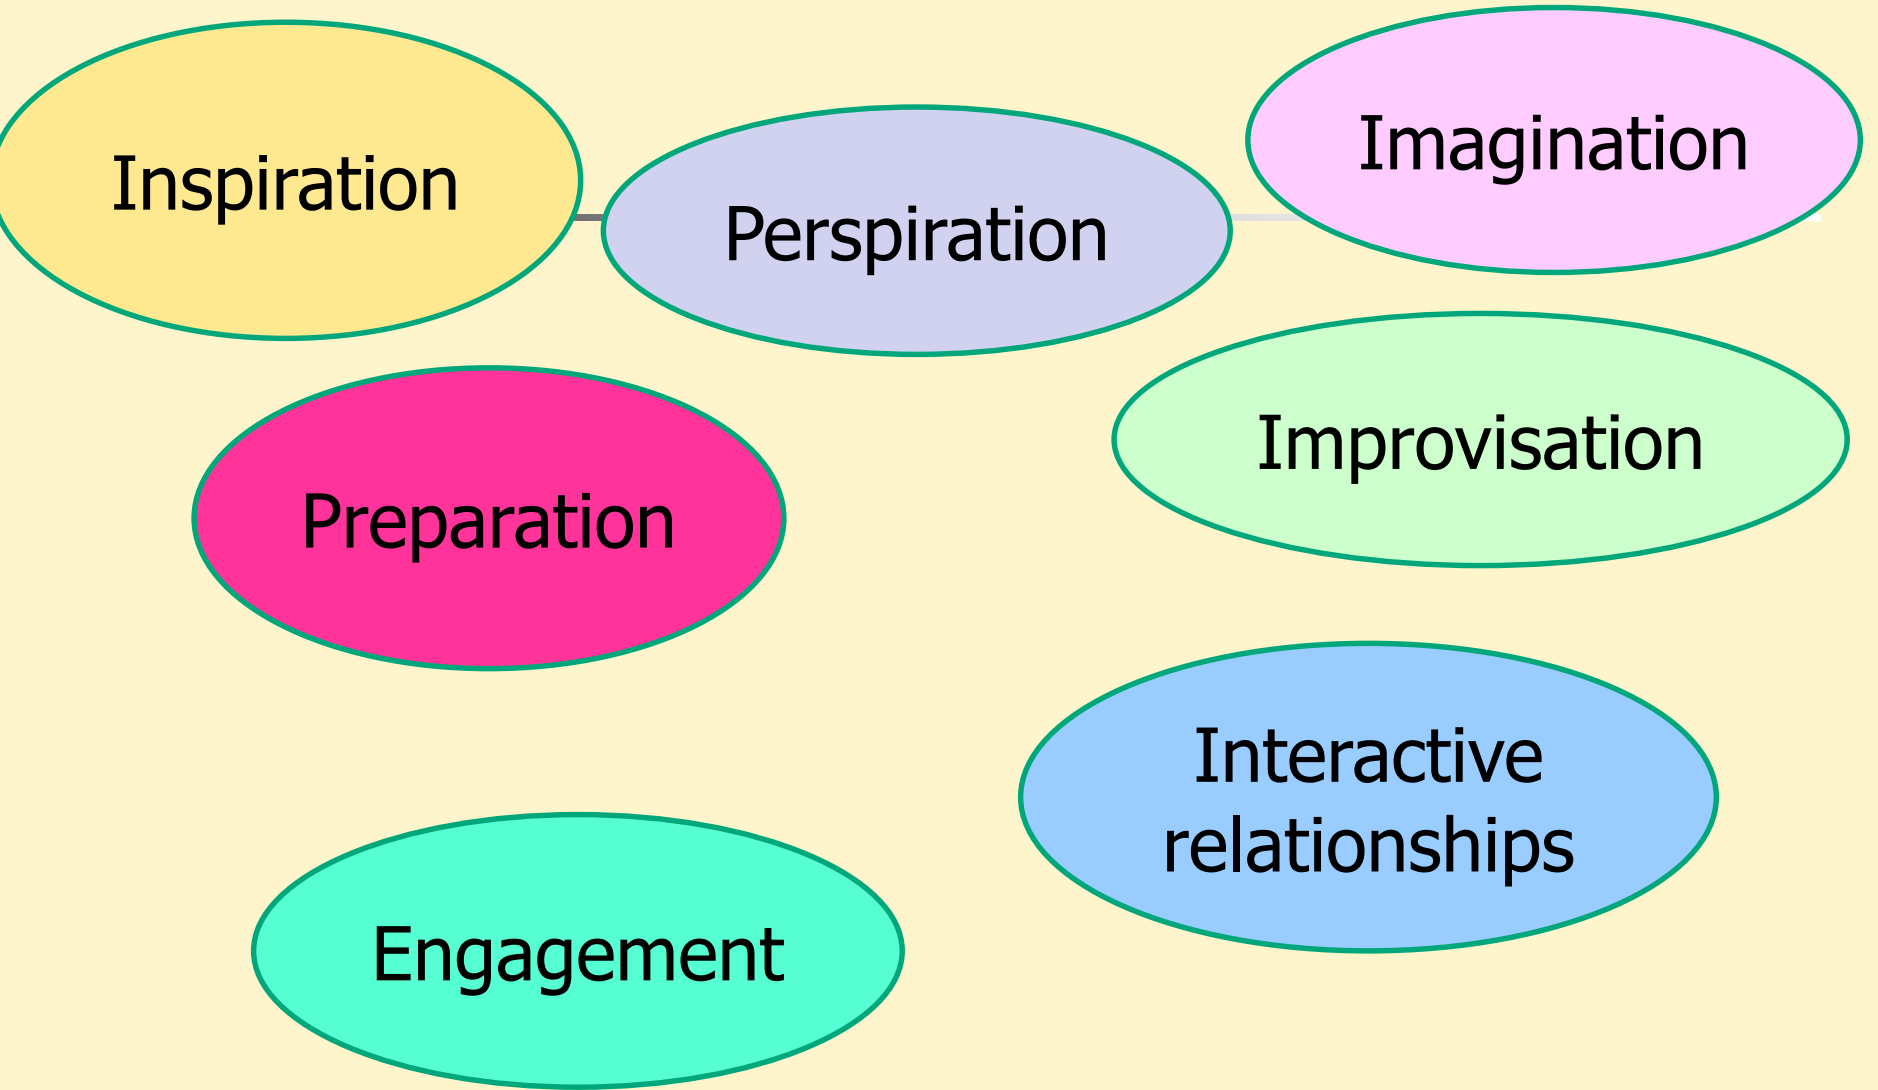 Inspiration
Perspiration
Imagination
Improvisation
Preparation
Interactive
relationships
Engagement